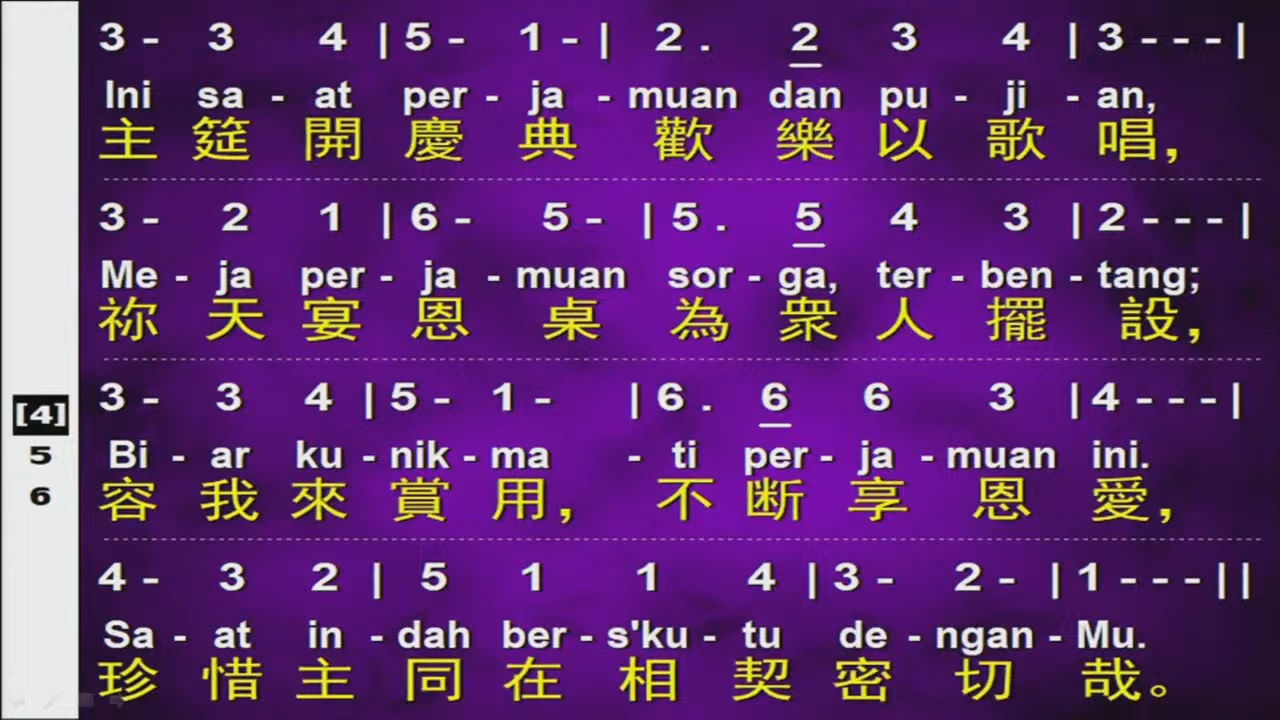 3 - 3 4 | 5 - 1 - | 2 . 2 3 4 | 3 - - - |
Ini sa - at per - ja - muan dan pu - ji - an,
主筵開慶典歡樂以歌唱，
3 - 2 1 | 6 - 5 - | 5 . 5 4 3 | 2 - - - |
Me - ja per - ja - muan sor - ga, ter - ben - tang;
祢天宴恩桌為衆人擺設，
3 - 3 4 | 5 - 1 - | 6 . 6 6 3 | 4 - - - |
Bi - ar ku - nik - ma - ti per - ja - muan ini.
容我來賞用，不断享恩愛，
4 - 3 2 | 5 1 1 4 | 3 - 2 - | 1 - - - ||
Sa - at in - dah ber - s'ku - tu de - ngan - Mu.
珍惜主同在相契密切哉。
[4]
5
6